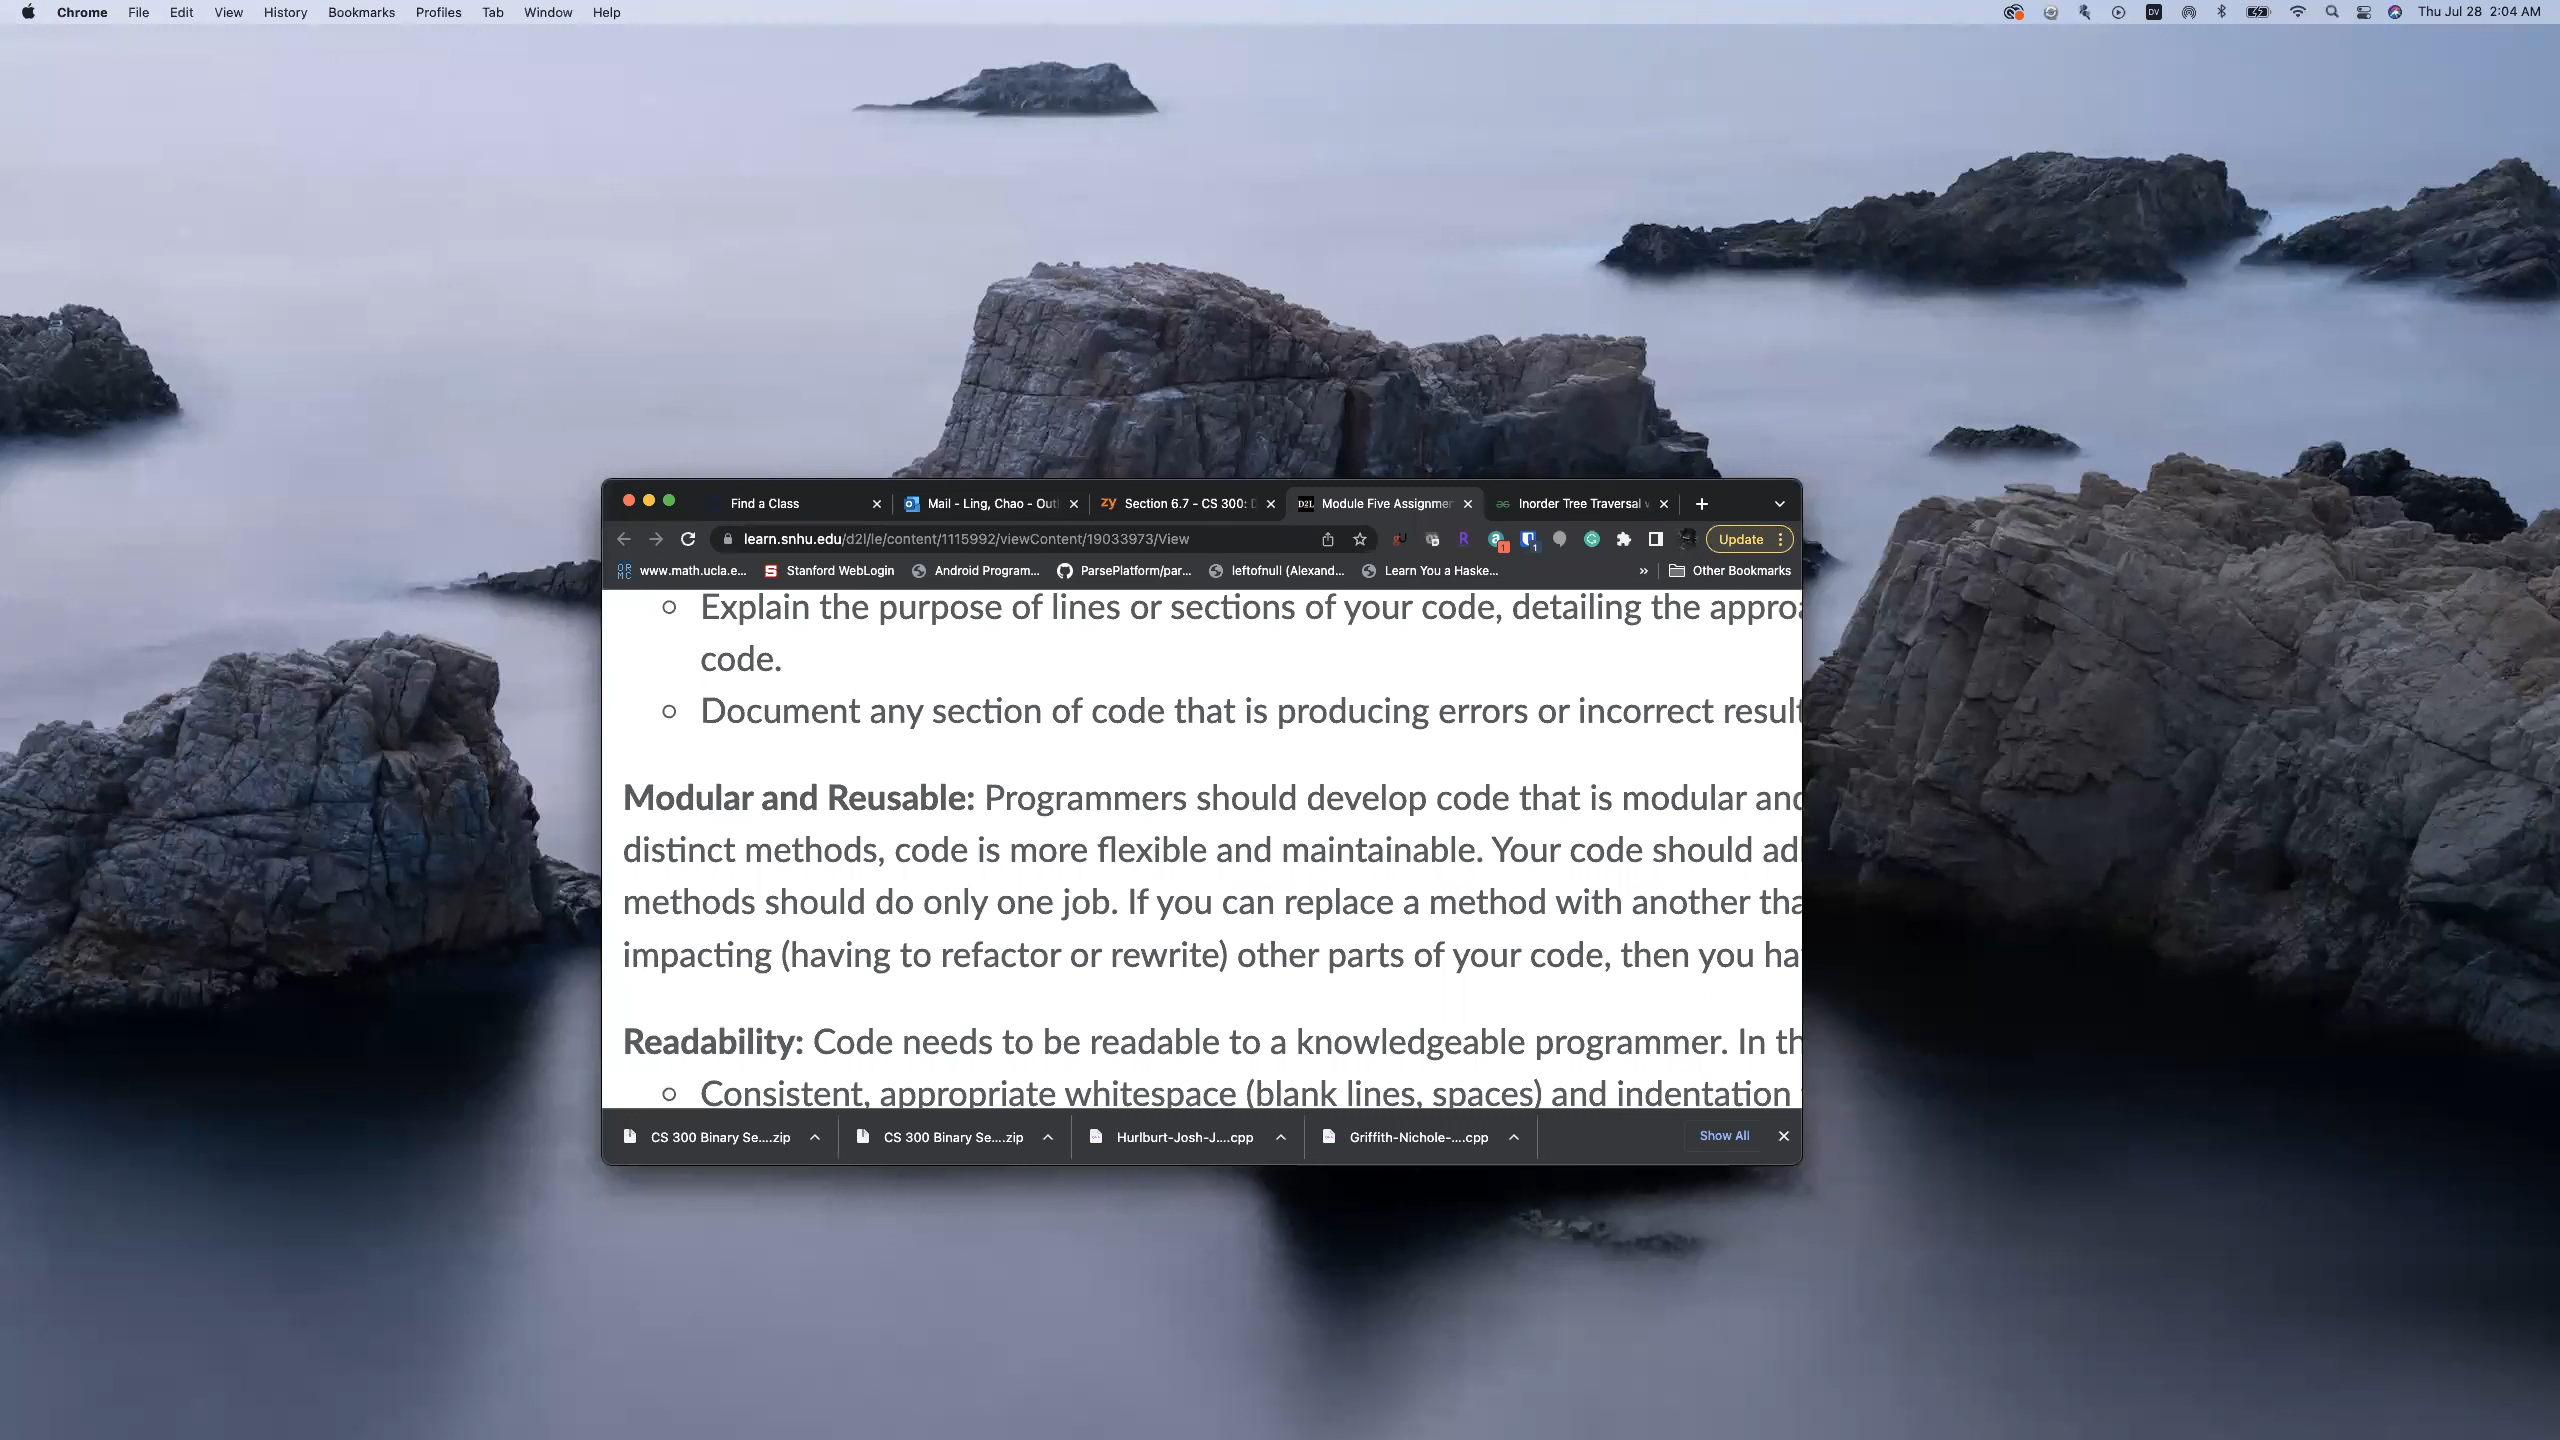 Chrome File Edit View History Bookmarks Profiles Tab Window Help
DV Thu Jul 28 2:04 AM
Find a Class Mail - Ling, Chao - Out Section 6.7 - CS 300: D Module Five Assignmen Inorder Tree Traversal
learn.snhu.edu/d2l/le/content/1115992/viewContent/19033973/View Update
www.math.ucla.e... Stanford WebLogin Android Program... ParsePlatform/par... leftofnull (Alexand... Learn You a Haske... » Other Bookmarks
Explain the purpose of lines or sections of your code, detailing the approa
code.
Document any section of code that is producing errors or incorrect result
Modular and Reusable: Programmers should develop code that is modular and
distinct methods, code is more flexible and maintainable. Your code should ad
methods should do only one job. If you can replace a method with another tha
impacting (having to refactor or rewrite) other parts of your code, then you ha
Readability: Code needs to be readable to a knowledgeable programmer. In th
Consistent, appropriate whitespace (blank lines, spaces) and indentation
CS 300 Binary Se....zip CS 300 Binary Se....zip Hurlburt-Josh-J....cpp Griffith-Nichole-....cpp Show All